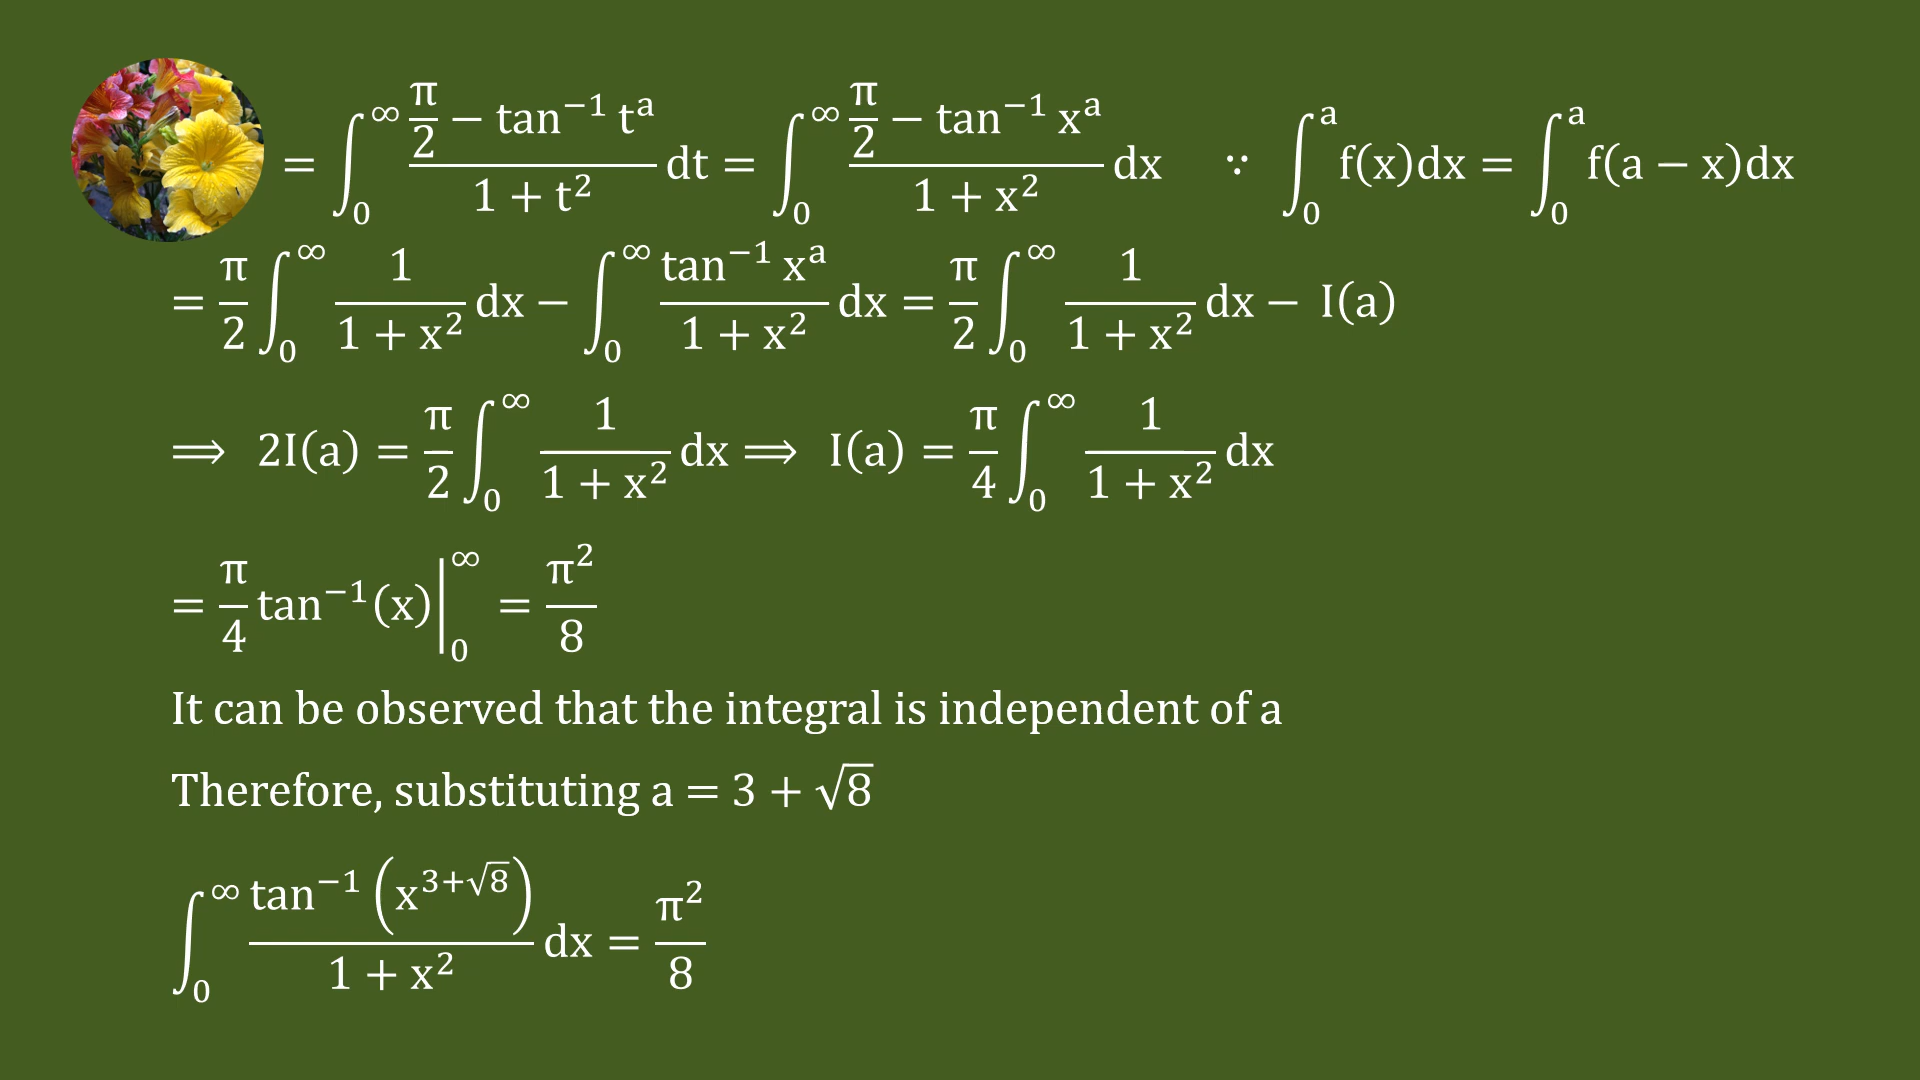 = ∫₀^∞ (π/2 − tan⁻¹ tᵃ)/(1 + t²) dt = ∫₀^∞ (π/2 − tan⁻¹ xᵃ)/(1 + x²) dx ∵ ∫₀^a f(x)dx = ∫₀^a f(a − x)dx
= π/2 ∫₀^∞ 1/(1 + x²) dx − ∫₀^∞ (tan⁻¹ xᵃ)/(1 + x²) dx = π/2 ∫₀^∞ 1/(1 + x²) dx − I(a)
⟹ 2I(a) = π/2 ∫₀^∞ 1/(1 + x²) dx ⟹ I(a) = π/4 ∫₀^∞ 1/(1 + x²) dx
= π/4 tan⁻¹(x)|₀^∞ = π²/8
It can be observed that the integral is independent of a
Therefore, substituting a = 3 + √8
∫₀^∞ (tan⁻¹ (x^(3+√8)))/(1 + x²) dx = π²/8